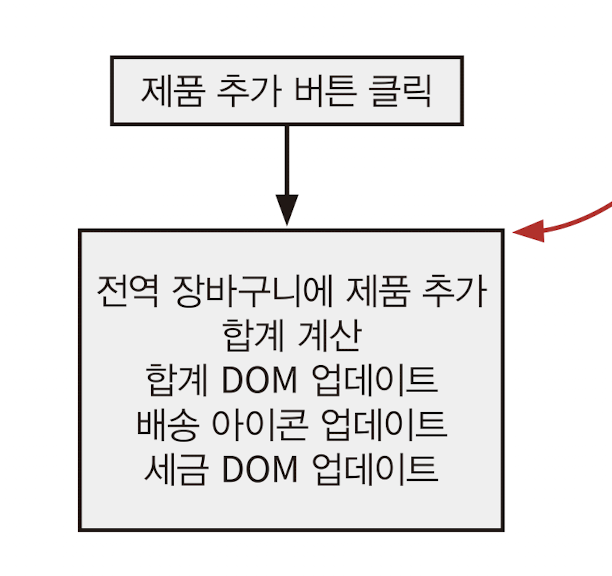 제품 추가 버튼 클릭
전역 장바구니에 제품 추가
합계 계산
합계 DOM 업데이트
배송 아이콘 업데이트
세금 DOM 업데이트